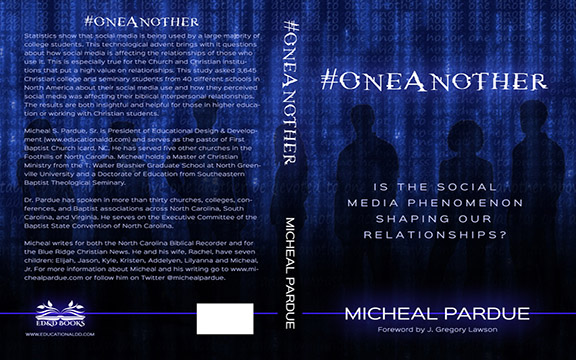 #ONEANOTHER
Statistics show that social media is being used by a large majority of
college students. This technological advent brings with it questions
about how social media is affecting the relationships of those who
use it. This is especially true for the Church and Christian Institu-
tions that put a high value on relationships. This study asked 3,645
Christian college and seminary students from 40 different schools in
North America about their social media use and how they perceived
social media was affecting their biblical interpersonal relationships.
The results are both insightful and helpful for those in higher educa-
tion or working with Christian students.
Micheal S. Pardue, Sr. is President of Educational Design & Develop-
ment (www.educationaldd.com) and serves as the pastor of First
Baptist Church Icard, NC. He has served five other churches in the
Foothills of North Carolina. Micheal holds a Master of Christian
Ministry from the T. Walter Brashier Graduate School at North Green-
ville University and a Doctorate of Education from Southeastern
Baptist Theological Seminary.
Dr. Pardue has spoken in more than thirty churches, colleges, con-
ferences, and Baptist associations across North Carolina, South
Carolina, and Virginia. He serves on the Executive Committee of the
Baptist State Convention of North Carolina.
Micheal writes for both the North Carolina Biblical Recorder and for
the Blue Ridge Christian News. He and his wife, Rachel, have seven
children: Elijah, Jason, Kyle, Kristen, Addelyen, Lilyanna and Micheal,
Jr. For more information about Micheal and his writing go to www.mi-
chealpardue.com or follow him on Twitter @michealpardue.
ED&D BOOKS
WWW.EDUCATIONALDD.COM
#ONEANOTHER
MICHEAL PARDUE
#ONEANOTHER
IS THE SOCIAL
MEDIA PHENOMENON
SHAPING OUR
RELATIONSHIPS?
MICHEAL PARDUE
Foreword by J. Gregory Lawson